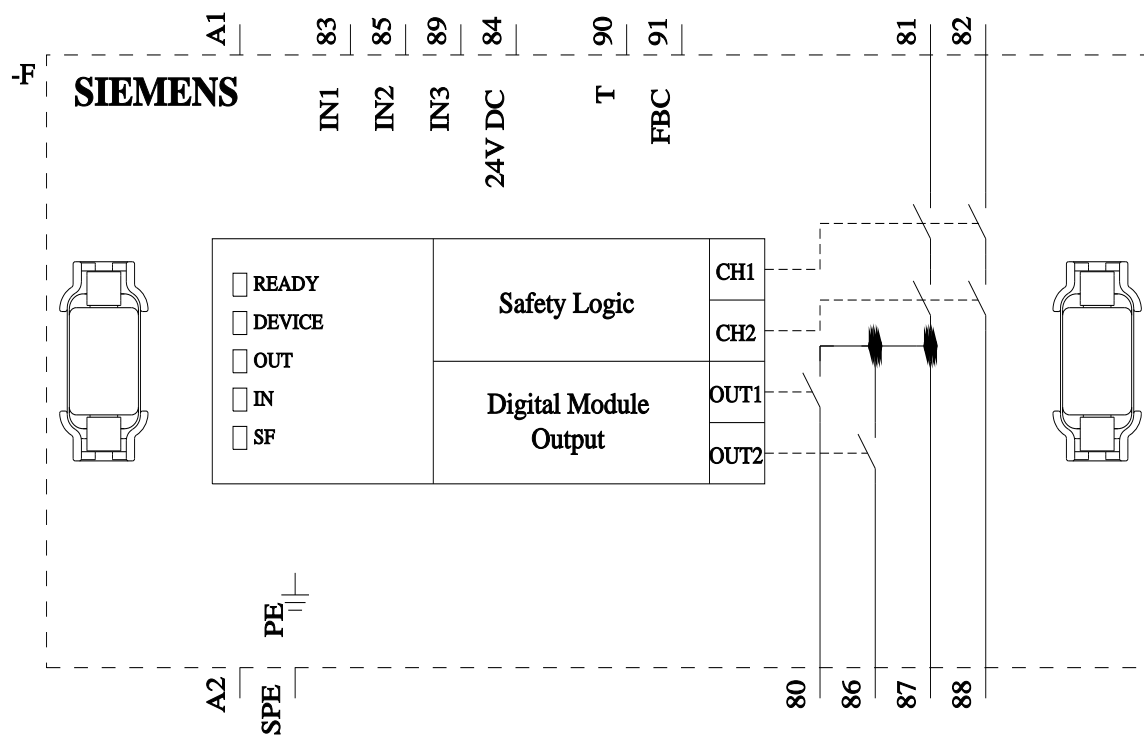 A1
83
85
89
84
90
91
81
82
-F
SIEMENS
IN1
IN2
IN3
24V DC
T
FBC
READY
DEVICE
OUT
IN
SF
Safety Logic
Digital Module
Output
CH1
CH2
OUT1
OUT2
PE
A2
SPE
80
86
87
88